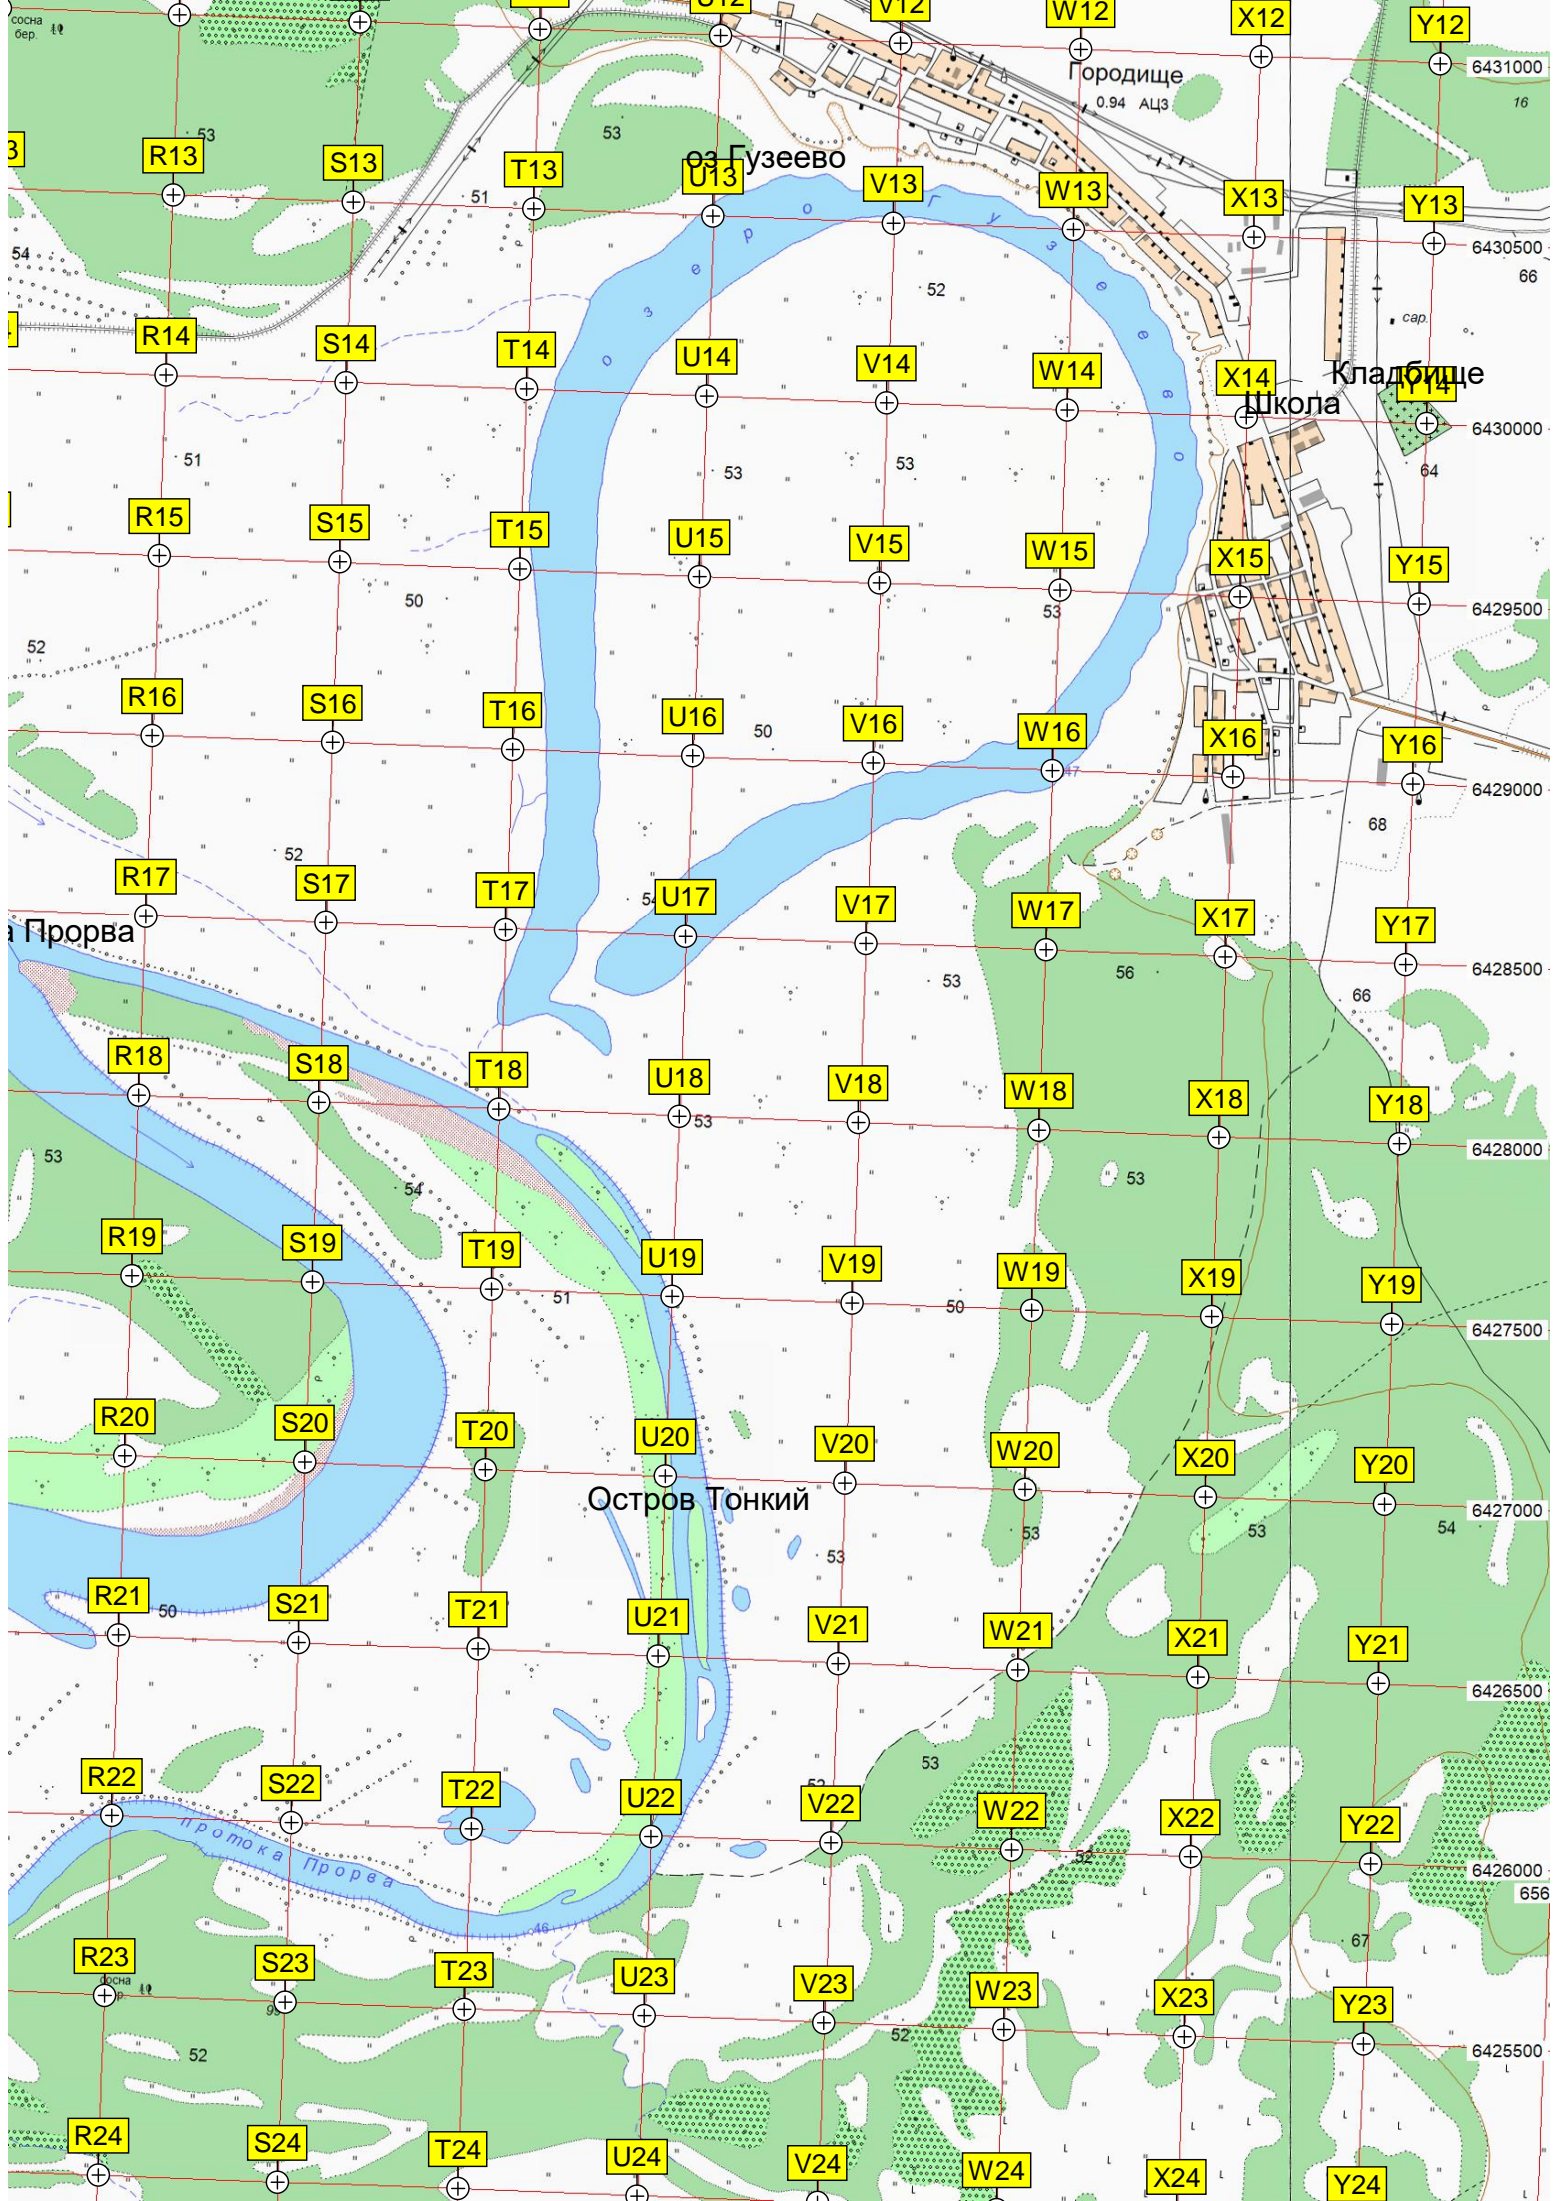 сосна
бер.
U12
V12
W12
X12
Y12
6431000
Городище
0.94 АЦЗ
16
53
53
R13
S13
T13
оз Гузеево
U13
V13
W13
X13
Y13
51
54
6430500
66
озеро Гузеево
52
сар.
R14
S14
T14
U14
V14
W14
X14
Кладбище
Y14
Школа
6430000
51
53
53
64
R15
S15
T15
U15
V15
W15
X15
Y15
50
53
6429500
52
R16
S16
T16
U16
50
V16
W16
X16
Y16
47
6429000
68
52
R17
S17
T17
54
U17
V17
W17
X17
Y17
а Прорва
53
56
6428500
66
R18
S18
T18
U18
V18
W18
X18
Y18
53
6428000
53
54
53
R19
S19
T19
U19
V19
W19
X19
Y19
51
50
6427500
R20
S20
T20
U20
V20
W20
X20
Y20
Остров Тонкий
6427000
53
53
53
54
R21
50
S21
T21
U21
V21
W21
X21
Y21
6426500
53
R22
S22
T22
U22
52
V22
W22
X22
Y22
протока Прорва
52
6426000
656
46
67
R23
S23
T23
U23
V23
W23
X23
Y23
сосна
52
52
6425500
R24
S24
T24
U24
V24
W24
X24
Y24